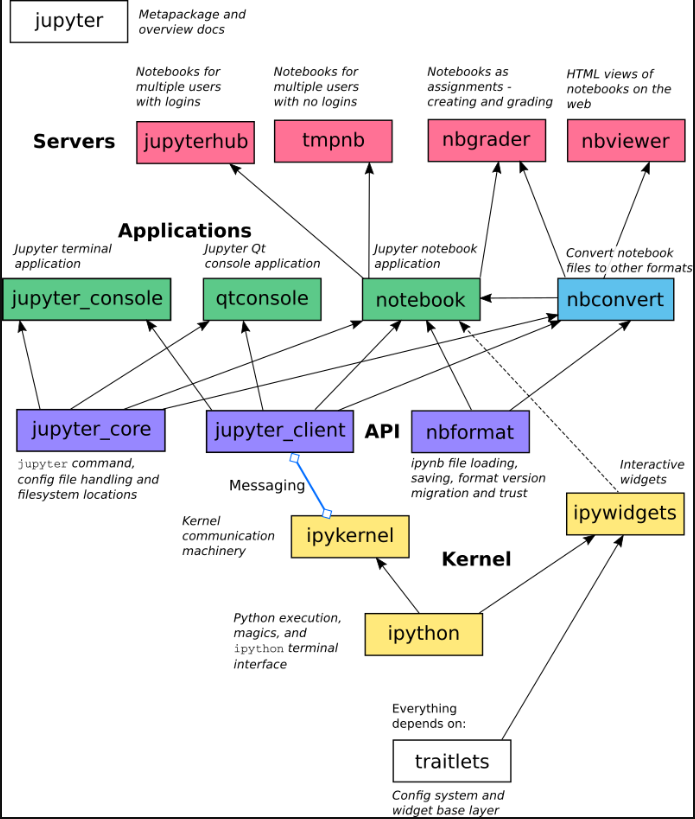 jupyter
Metapackage and
overview docs
Notebooks for
multiple users
with logins
Notebooks for
multiple users
with no logins
Notebooks as
assignments -
creating and grading
HTML views of
notebooks on the
web
Servers
jupyterhub
tmpnb
nbgrader
nbviewer
Applications
Jupyter terminal
application
Jupyter Qt
console application
Jupyter notebook
application
Convert notebook
files to other formats
jupyter_console
qtconsole
notebook
nbconvert
jupyter_core
jupyter_client
API
nbformat
jupyter command,
config file handling and
filesystem locations
Messaging
ipynb file loading,
saving, format version
migration and trust
Interactive
widgets
ipywidgets
Kernel
communication
machinery
ipykernel
Kernel
Python execution,
magics, and
ipython terminal
interface
ipython
Everything
depends on:
traitlets
Config system and
widget base layer